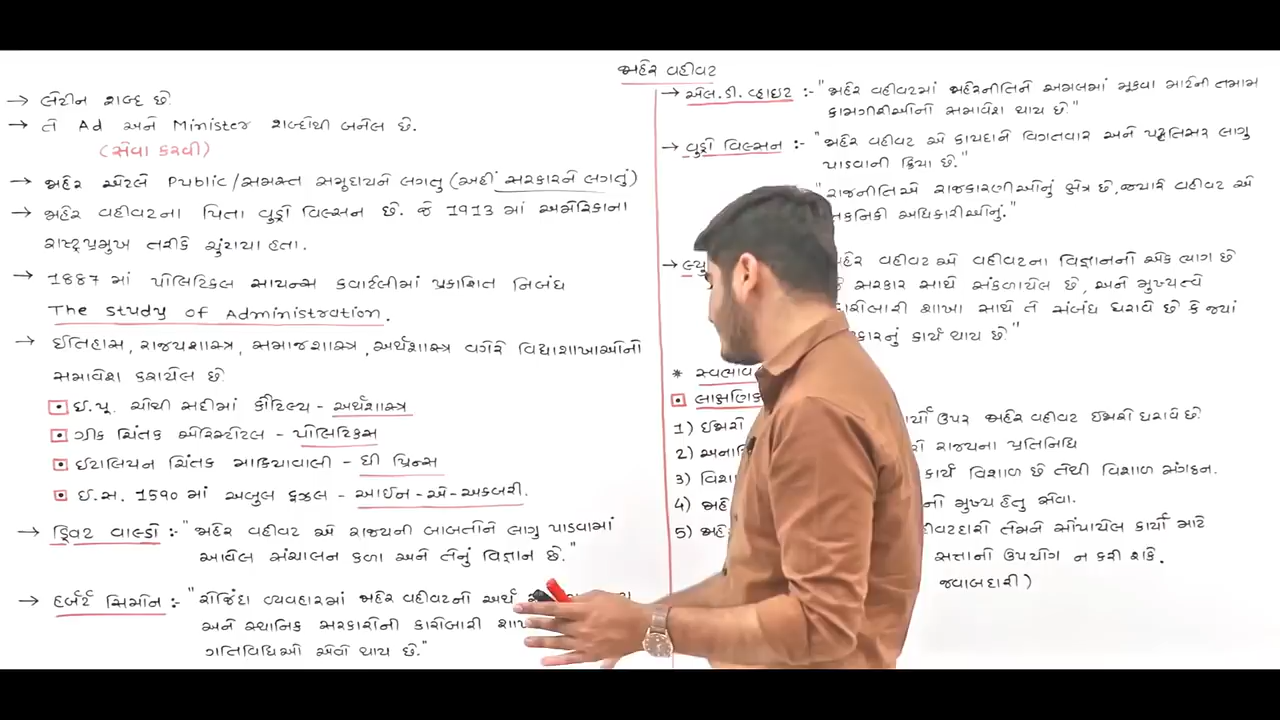 જાહેર વહીવટ
→ લેટીન શબ્દ છે
→ તે Ad અને Minister શબ્દોથી બનેલ છે.
(સેવા કરવી)
→ જાહેર એટલે Public/સમસ્ત સમુદાયને લગતુ (અહીં સરકારને લગતું)
→ જાહેર વહીવટના પિતા વુડ્રો વિલ્સન છે. જે 1913 માં અમેરિકાના
રાષ્ટ્રપ્રમુખ તરીકે ચુંટાયા હતા.
→ 1887 માં પોલિટિકલ સાયન્સ ક્વાર્ટલીમાં પ્રકાશિત નિબંધ
The study of Administration.
→ ઈતિહાસ, રાજ્યશાસ્ત્ર, સમાજશાસ્ત્ર, અર્થશાસ્ત્ર વગેરે વિદ્યાશાખાઓનો
સમાવેશ કરાયેલ છે
ઈ.પૂ. ચોથી સદીમાં કૌટિલ્ય - અર્થશાસ્ત્ર
ગ્રીક ચિંતક એરિસ્ટોટલ - પોલિટિક્સ
ઈટાલિયન ચિંતક માકિયાવાલી - ધી પ્રિન્સ
ઈ.સ. 1590 માં અબુલ ફઝલ - આઈન-એ-અકબરી.
→ ડ્વિટ વાલ્ડો :- "જાહેર વહીવટ એ રાજ્યની બાબતોને લાગુ પાડવામાં
આવેલ સંચાલન કળા અને તેનું વિજ્ઞાન છે."
→ હર્બર્ટ સિમોન :- "રોજિંદા વ્યવહારમાં જાહેર વહીવટનો અર્થ
અને સ્થાનિક સરકારોની કારોબારી
ગતિવિધિઓ એવો થાય છે."
→ એલ.ડી. વ્હાઇટ :- "જાહેર વહીવટમાં જાહેરનીતિને અમલમાં મૂકવા માટેની તમામ
કામગીરીઓનો સમાવેશ થાય છે."
→ વુડ્રો વિલ્સન :- "જાહેર વહીવટ એ કાયદાને વિગતવાર અને પદ્ધતિસર લાગુ
પાડવાની ક્રિયા છે."
"રાજનીતિએ રાજકારણીઓનું ક્ષેત્ર છે, જ્યારે વહીવટ એ
અધિકારીઓનું."
→ વહીવટ એ વહીવટના વિજ્ઞાનનો એક ભાગ છે
સરકાર સાથે સંકળાયેલ છે, અને મુખ્યત્વે
શાખા સાથે તે સંબંધ ધરાવે છે કે જ્યાં
કાર્ય થાય છે"
* સ્વભાવ
1) ઉપર જાહેર વહીવટ ઈજારો ધરાવે છે
2) રાજ્યના પ્રતિનિધિ
3) કાર્ય વિશાળ છે તેથી વિશાળ સંગઠન.
4) મુખ્ય હેતુ સેવા.
5) તેમને સોંપાયેલ કાર્યો માટે
સત્તાનો ઉપયોગ ન કરી શકે.
જવાબદારી)